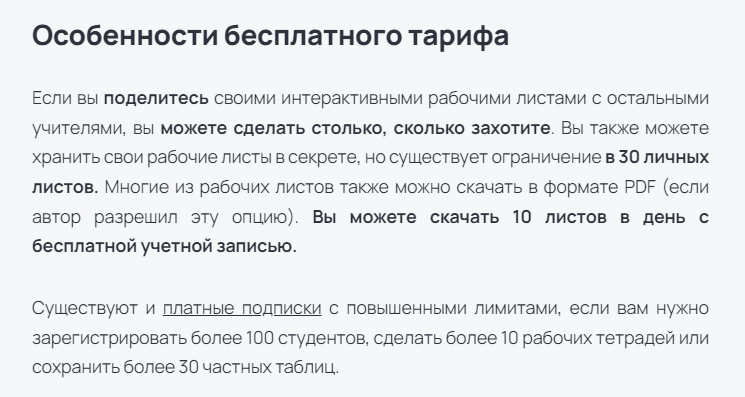 Особенности бесплатного тарифа
Если вы поделитесь своими интерактивными рабочими листами с остальными
учителями, вы можете сделать столько, сколько захотите. Вы также можете
хранить свои рабочие листы в секрете, но существует ограничение в 30 личных
листов. Многие из рабочих листов также можно скачать в формате PDF (если
автор разрешил эту опцию). Вы можете скачать 10 листов в день с
бесплатной учетной записью.
Существуют и платные подписки с повышенными лимитами, если вам нужно
зарегистрировать более 100 студентов, сделать более 10 рабочих тетрадей или
сохранить более 30 частных таблиц.